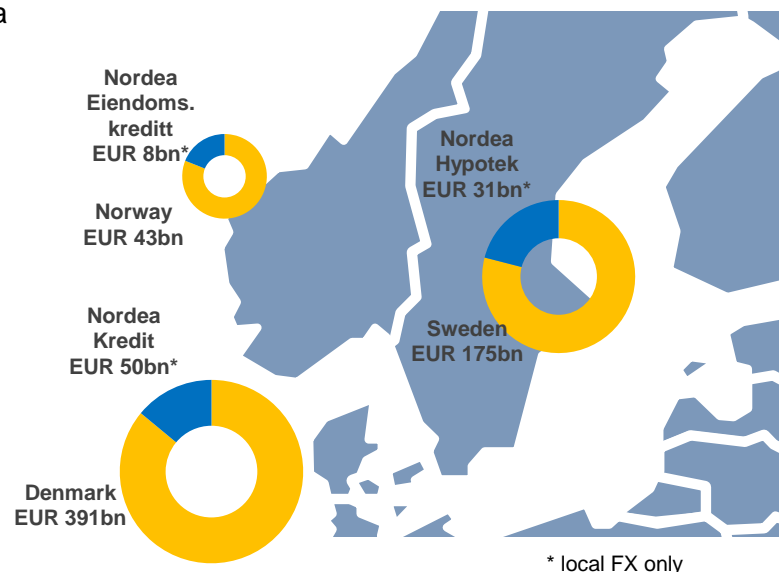 a
Nordea
Eiendoms.
kreditt
EUR 8bn*
Norway
EUR 43bn
Nordea
Hypotek
EUR 31bn*
Sweden
EUR 175bn
Nordea
Kredit
EUR 50bn*
Denmark
EUR 391bn
* local FX only